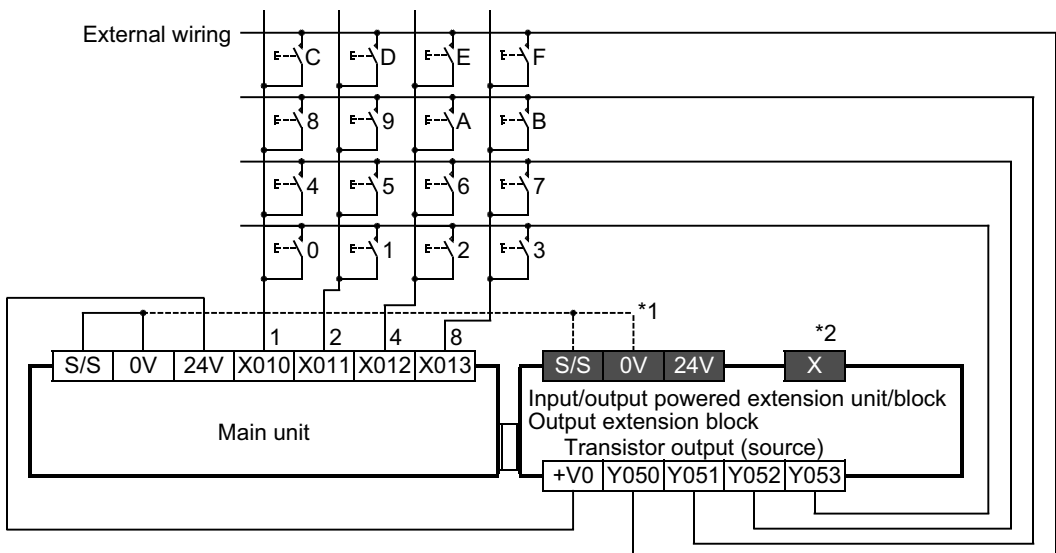 External wiring
C D E F
8 9 A B
4 5 6 7
0 1 2 3
*1
1 2 4 8
*2
S/S 0V 24V X010 X011 X012 X013
S/S 0V 24V X
Main unit
Input/output powered extension unit/block
Output extension block
Transistor output (source)
+V0 Y050 Y051 Y052 Y053